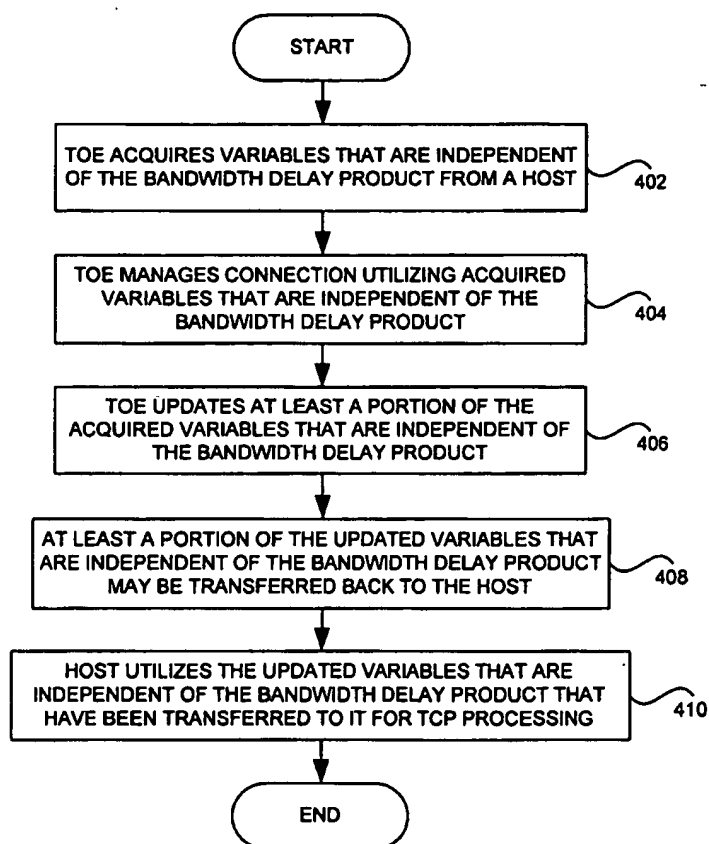 START
TOE ACQUIRES VARIABLES THAT ARE INDEPENDENT
OF THE BANDWIDTH DELAY PRODUCT FROM A HOST
402
TOE MANAGES CONNECTION UTILIZING ACQUIRED
VARIABLES THAT ARE INDEPENDENT OF THE
BANDWIDTH DELAY PRODUCT
404
TOE UPDATES AT LEAST A PORTION OF THE
ACQUIRED VARIABLES THAT ARE INDEPENDENT OF
THE BANDWIDTH DELAY PRODUCT
406
AT LEAST A PORTION OF THE UPDATED VARIABLES THAT
ARE INDEPENDENT OF THE BANDWIDTH DELAY PRODUCT
MAY BE TRANSFERRED BACK TO THE HOST
408
HOST UTILIZES THE UPDATED VARIABLES THAT ARE
INDEPENDENT OF THE BANDWIDTH DELAY PRODUCT THAT
HAVE BEEN TRANSFERRED TO IT FOR TCP PROCESSING
410
END